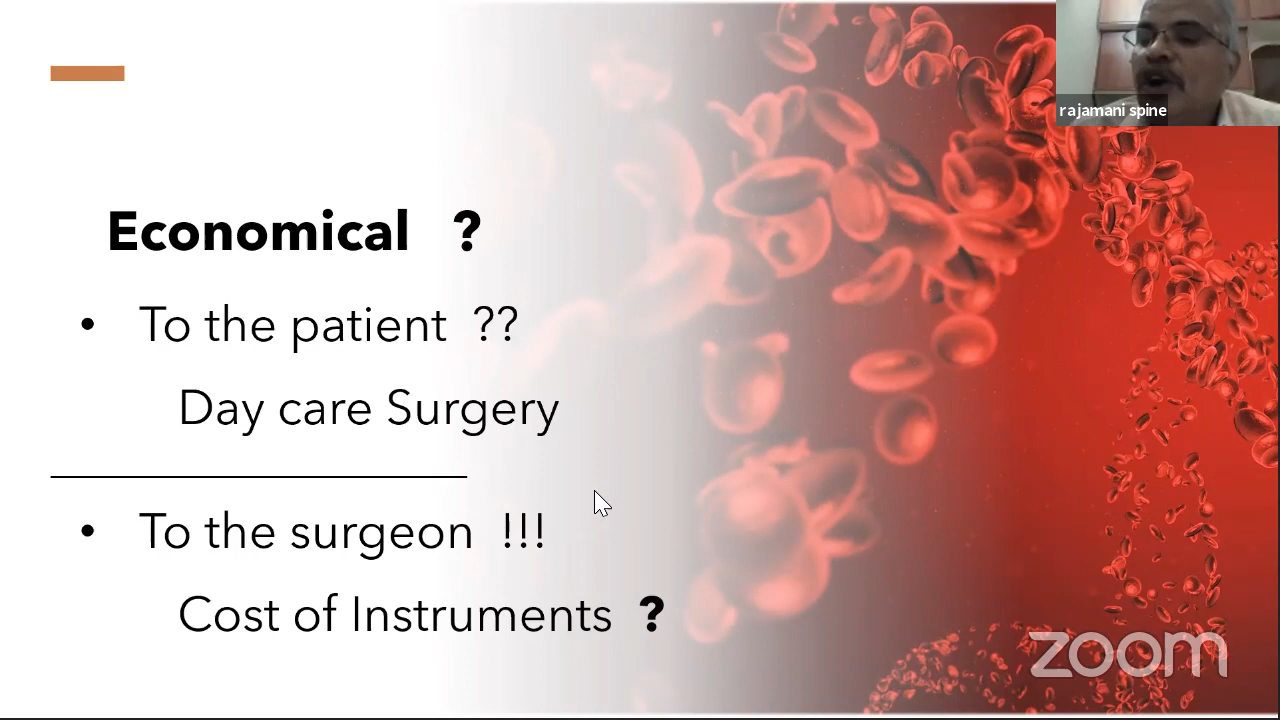 rajamani spine
Economical ?
• To the patient ??
Day care Surgery
• To the surgeon !!!
Cost of Instruments ?
zoom